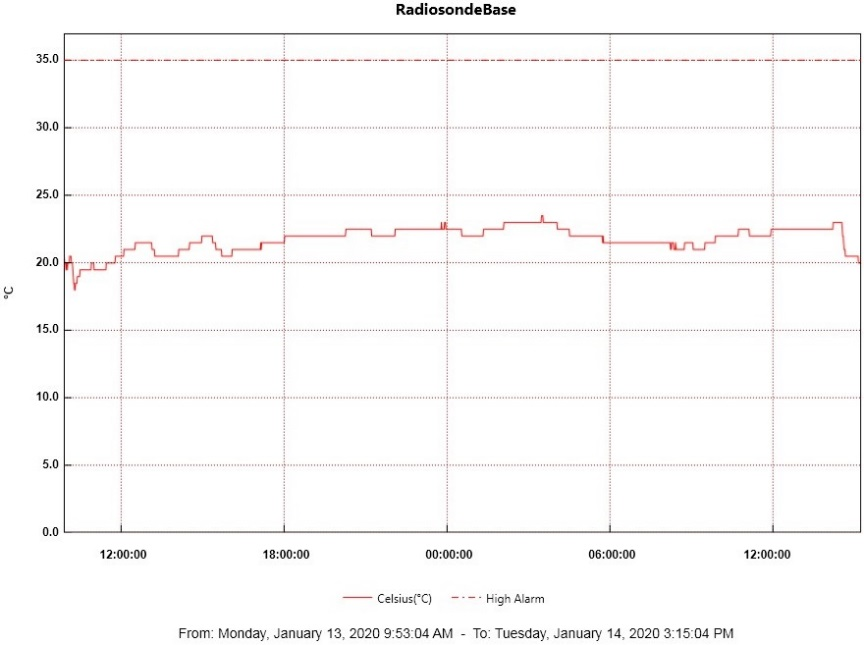 RadiosondeBase
35.0
30.0
25.0
20.0
15.0
10.0
5.0
0.0
°C
12:00:00 18:00:00 00:00:00 06:00:00 12:00:00
Celsius(°C) High Alarm
From: Monday, January 13, 2020 9:53:04 AM - To: Tuesday, January 14, 2020 3:15:04 PM